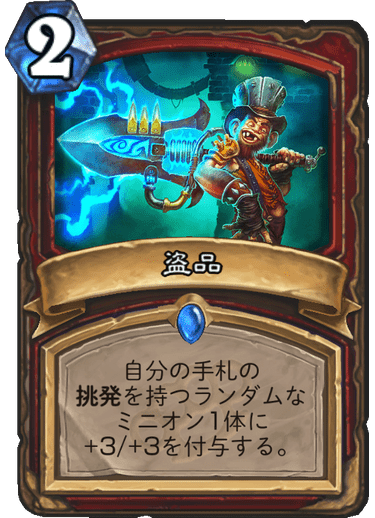 2
盗品
自分の手札の
挑発を持つランダムな
ミニオン1体に
+3/+3を付与する。